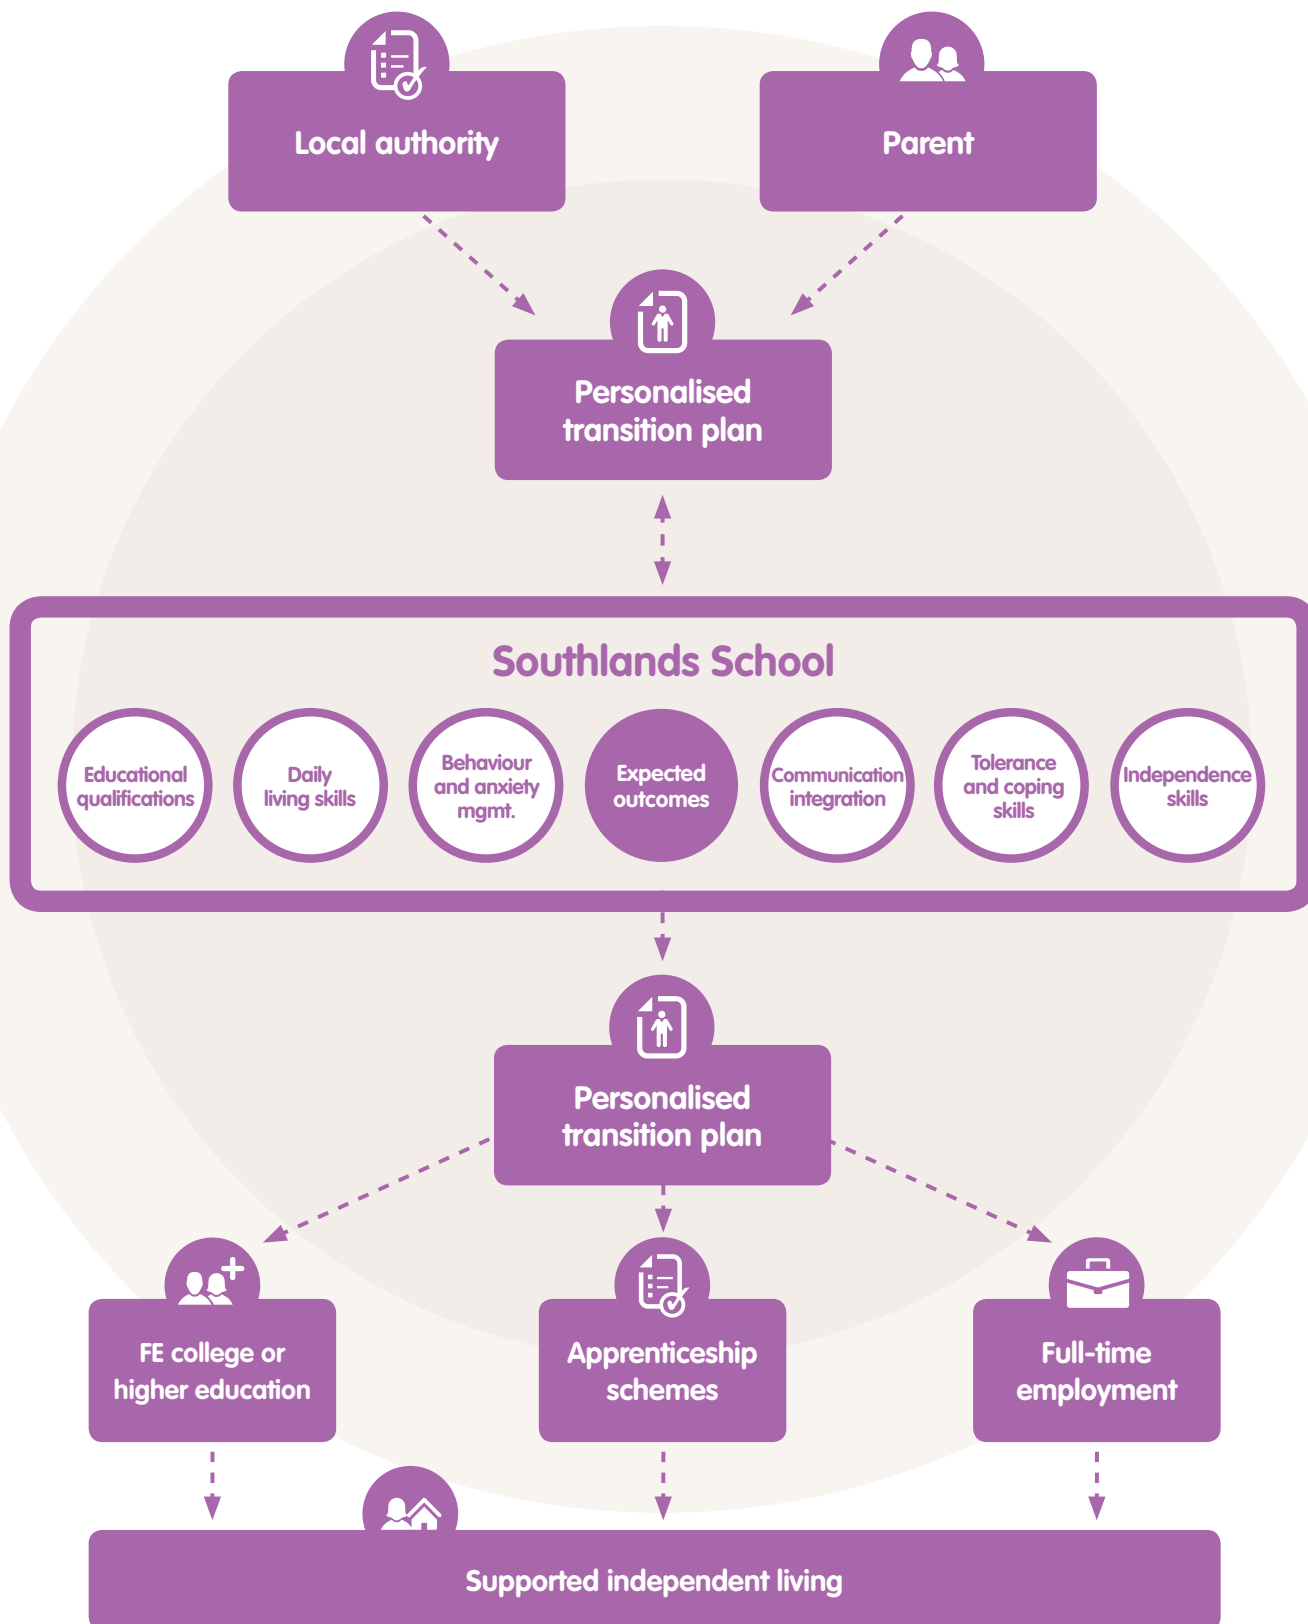 Local authority
Parent
Personalised
transition plan
Southlands School
Educational
qualifications
Daily
living skills
Behaviour
and anxiety
mgmt.
Expected
outcomes
Communication
integration
Tolerance
and coping
skills
Independence
skills
Personalised
transition plan
FE college or
higher education
Apprenticeship
schemes
Full-time
employment
Supported independent living